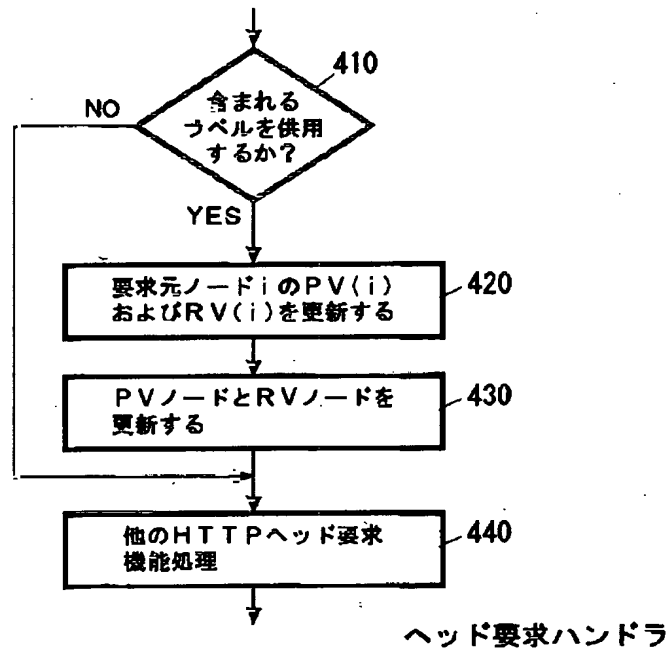 410
NO
含まれる
ラベルを供用
するか？
YES
要求元ノードiのPV(i)
およびRV(i)を更新する
420
PVノードとRVノードを
更新する
430
他のHTTPヘッド要求
機能処理
440
ヘッド要求ハンドラ